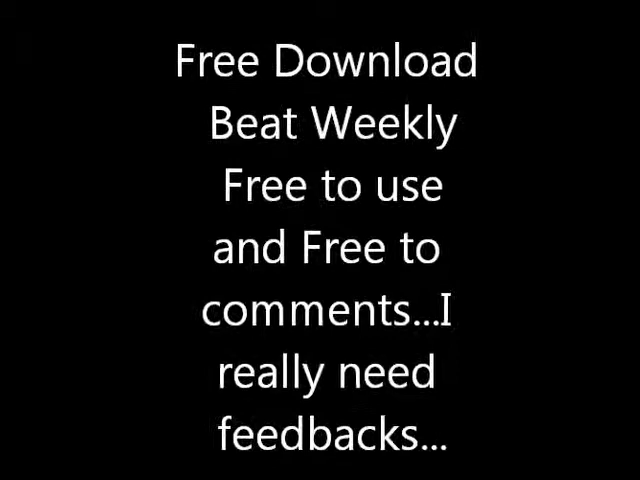 Free Download
Beat Weekly
Free to use
and Free to
comments...I
really need
feedbacks...